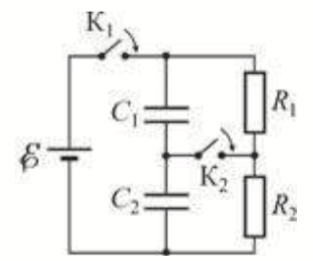 K₁
C₁
R₁
ℰ
K₂
C₂
R₂